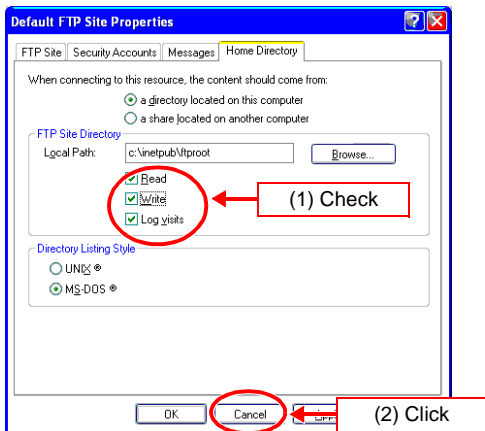 Default FTP Site Properties
FTP Site Security Accounts Messages Home Directory
When connecting to this resource, the content should come from:
a directory located on this computer
a share located on another computer
FTP Site Directory
Local Path: c:\inetpub\ftproot Browse...
Read
Write
Log visits
(1) Check
Directory Listing Style
UNIX ®
MS-DOS ®
OK Cancel
(2) Click